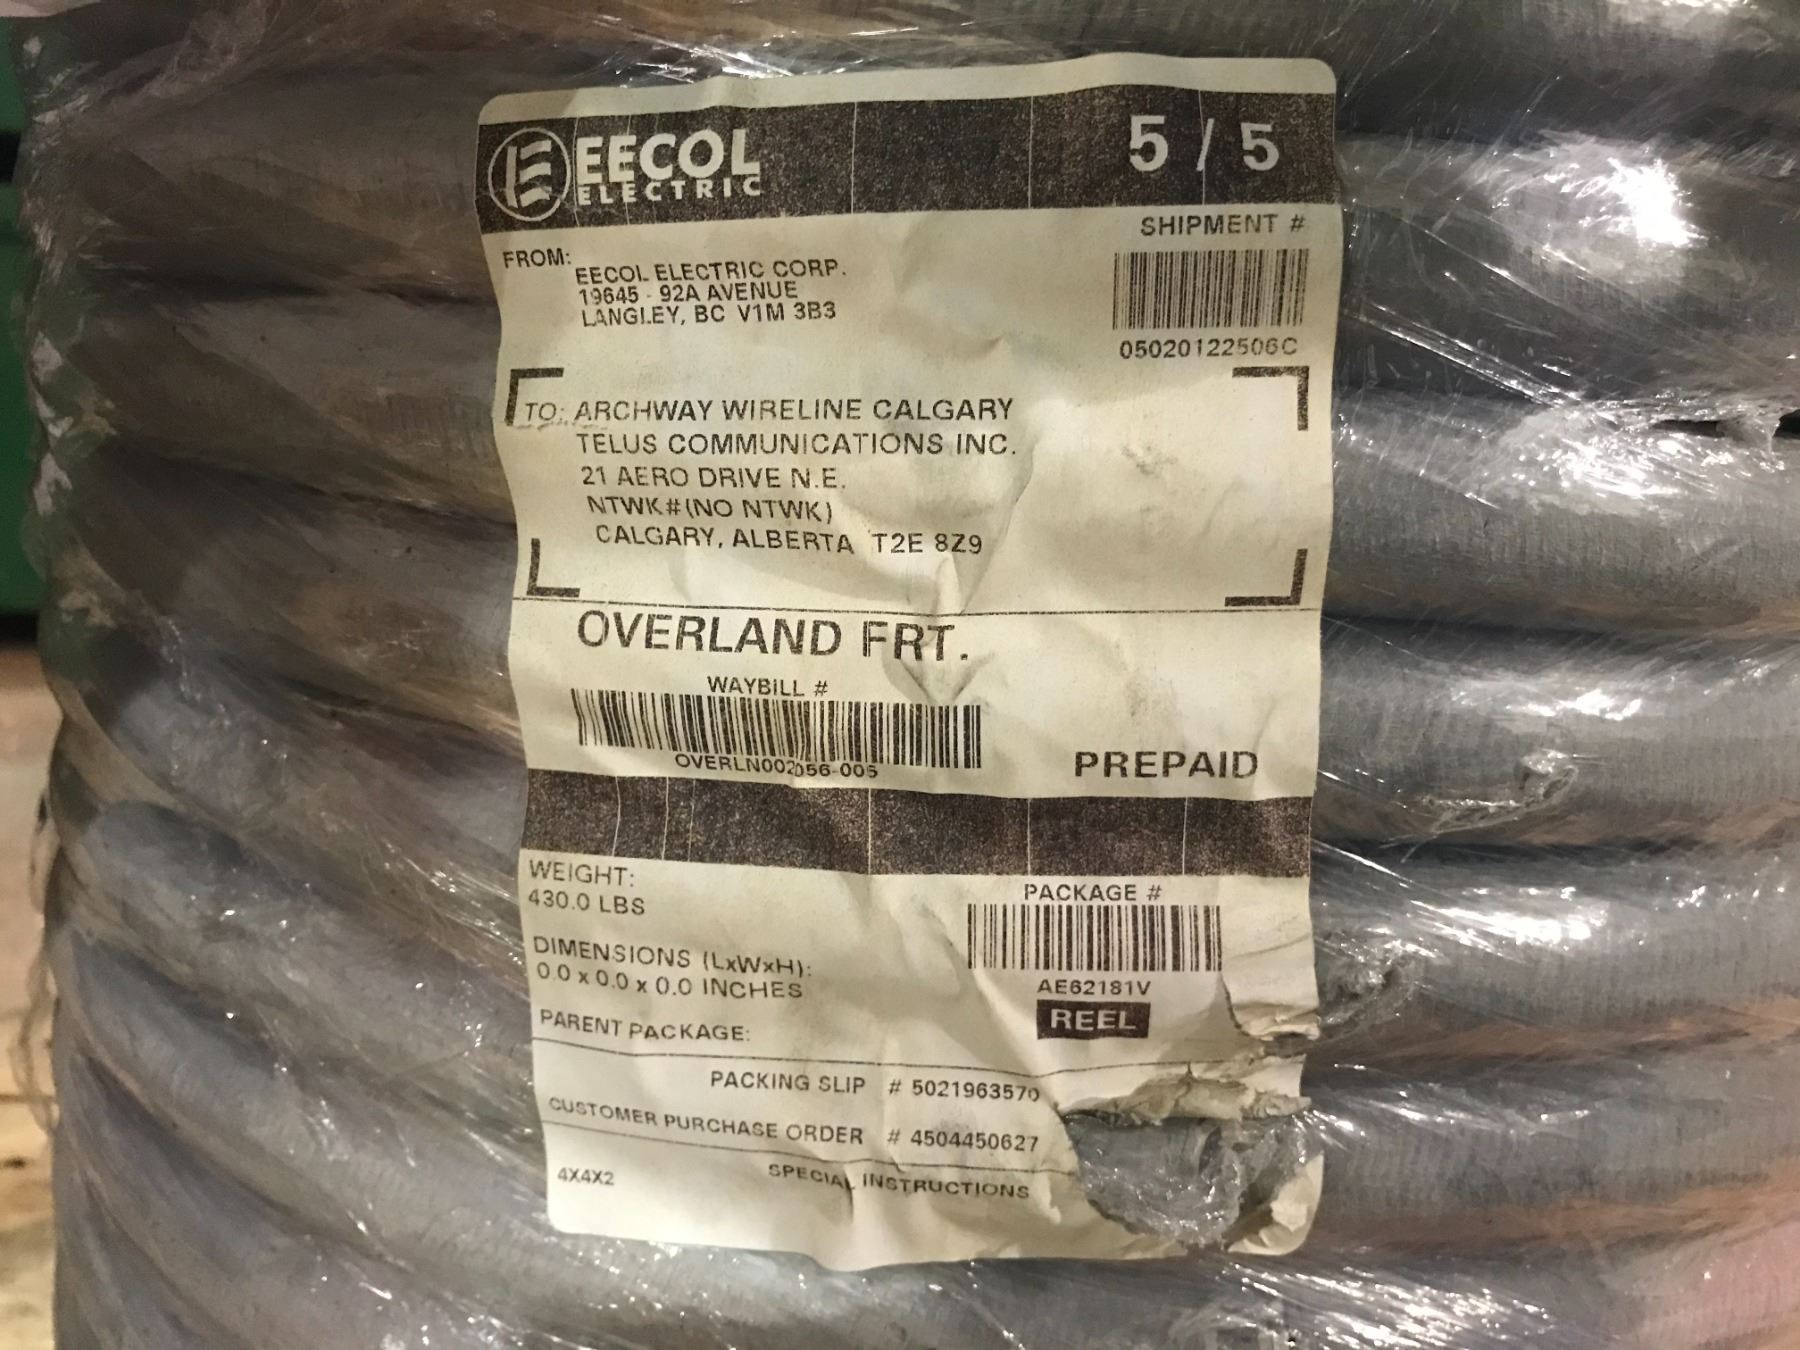 EECOL
ELECTRIC
5 / 5
SHIPMENT #
FROM: EECOL ELECTRIC CORP.
19645 - 92A AVENUE
LANGLEY, BC V1M 3B3
05020122506C
TO: ARCHWAY WIRELINE CALGARY
TELUS COMMUNICATIONS INC.
21 AERO DRIVE N.E.
NTWK#(NO NTWK)
CALGARY, ALBERTA T2E 8Z9
OVERLAND FRT.
WAYBILL #
OVERLN002056-005
PREPAID
WEIGHT:
430.0 LBS
PACKAGE #
DIMENSIONS (LxWxH):
0.0 x 0.0 x 0.0 INCHES
AE62181V
REEL
PARENT PACKAGE:
PACKING SLIP # 5021963570
CUSTOMER PURCHASE ORDER # 4504450627
4X4X2 SPECIAL INSTRUCTIONS